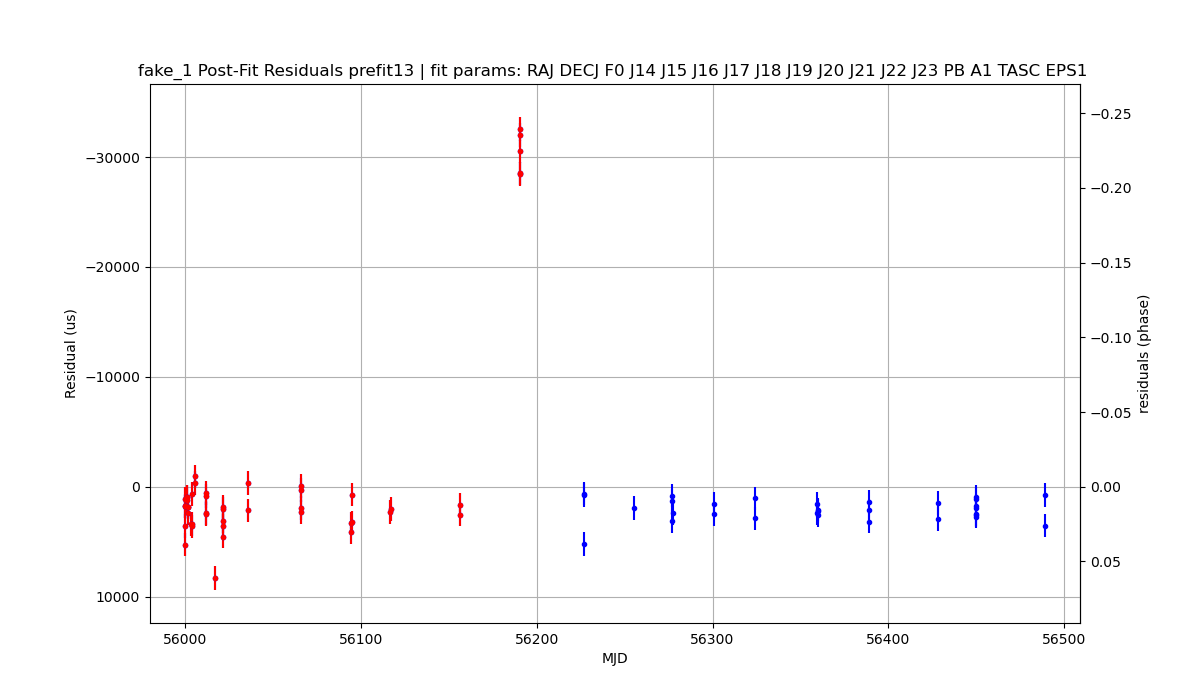 fake_1 Post-Fit Residuals prefit13 | fit params: RAJ DECJ F0 J14 J15 J16 J17 J18 J19 J20 J21 J22 J23 PB A1 TASC EPS1
−0.25
−30000
−0.20
−20000
−0.15
Residual (us)
residuals (phase)
−0.10
−10000
−0.05
0
0.00
0.05
10000
56000 56100 56200 56300 56400 56500
MJD